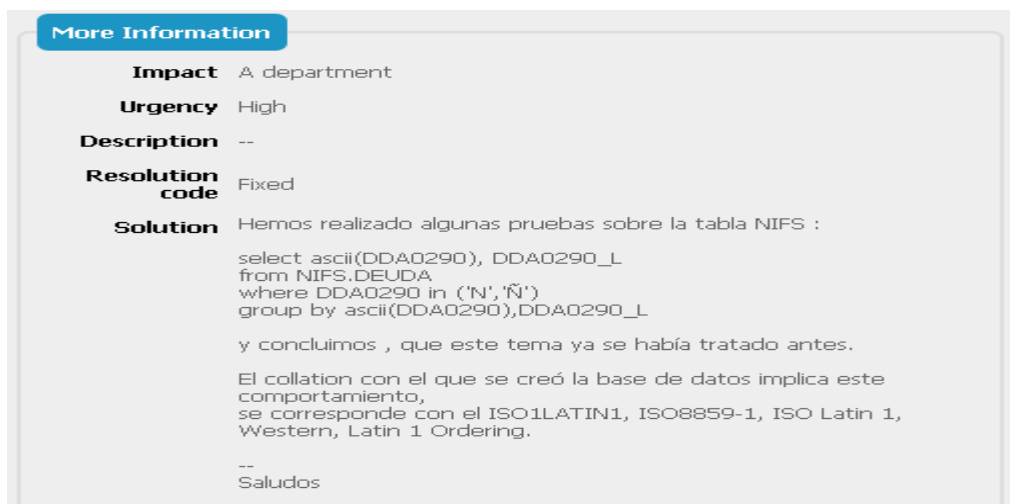 More Information
Impact A department
Urgency High
Description --
Resolution
code Fixed
Solution Hemos realizado algunas pruebas sobre la tabla NIFS :
select ascii(DDA0290), DDA0290_L
from NIFS.DEUDA
where DDA0290 in ('N','Ñ')
group by ascii(DDA0290),DDA0290_L
y concluimos , que este tema ya se había tratado antes.
El collation con el que se creó la base de datos implica este
comportamiento,
se corresponde con el ISO1LATIN1, ISO8859-1, ISO Latin 1,
Western, Latin 1 Ordering.
--
Saludos